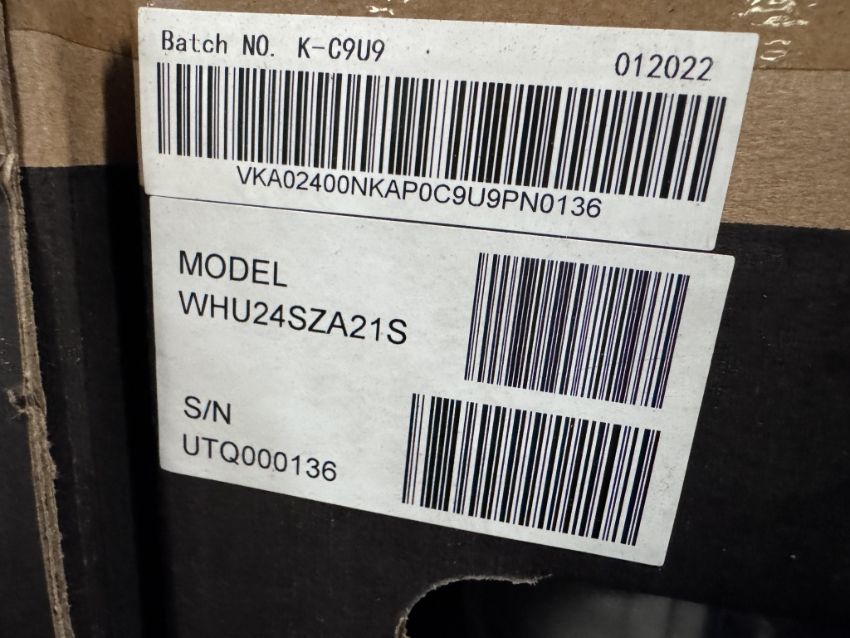 Batch NO. K-C9U9
012022
VKA02400NKAP0C9U9PN0136
MODEL
WHU24SZA21S
S/N
UTQ000136